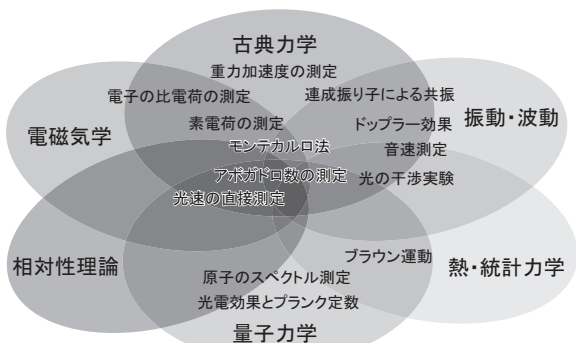 古典力学
重力加速度の測定
電子の比電荷の測定
連成振り子による共振
素電荷の測定
ドップラー効果
振動・波動
電磁気学
モンテカルロ法
音速測定
アボガドロ数の測定
光の干渉実験
光速の直接測定
相対性理論
ブラウン運動
熱・統計力学
原子のスペクトル測定
光電効果とプランク定数
量子力学